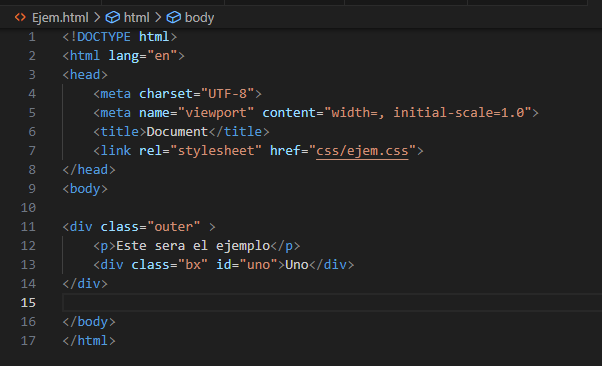 Ejem.html > html > body
1 <!DOCTYPE html>
2 <html lang="en">
3 <head>
4     <meta charset="UTF-8">
5     <meta name="viewport" content="width=, initial-scale=1.0">
6     <title>Document</title>
7     <link rel="stylesheet" href="css/ejem.css">
8 </head>
9 <body>
10
11 <div class="outer" >
12     <p>Este sera el ejemplo</p>
13     <div class="bx" id="uno">Uno</div>
14 </div>
15
16 </body>
17 </html>